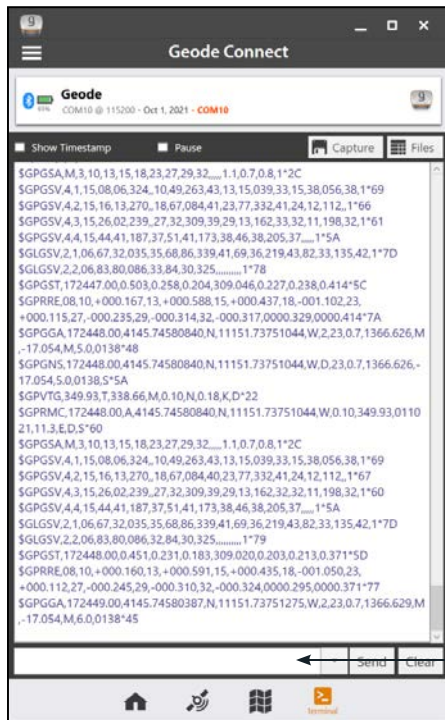 9
Geode Connect
Geode
93%
COM10 @ 115200 - Oct 1, 2021 - COM10
9
Show Timestamp
Pause
Capture
Files
$GPGSA,M,3,10,13,15,18,23,27,29,32,,,,,1.1,0.7,0.8,1*2C
$GPGSV,4,1,15,08,06,324,,10,49,263,43,13,15,039,33,15,38,056,38,1*69
$GPGSV,4,2,15,16,13,270,,18,67,084,41,23,77,332,41,24,12,112,,1*66
$GPGSV,4,3,15,26,02,239,,27,32,309,39,29,13,162,33,32,11,198,32,1*61
$GPGSV,4,4,15,44,41,187,37,51,41,173,38,46,38,205,37,,,,,1*5A
$GLGSV,2,1,06,67,32,035,35,68,86,339,41,69,36,219,43,82,33,135,42,1*7D
$GLGSV,2,2,06,83,80,086,33,84,30,325,,,,,,,,,,1*78
$GPGST,172447.00,0.503,0.258,0.204,309.046,0.227,0.238,0.414*5C
$GPRRE,08,10,+000.167,13,+000.588,15,+000.437,18,-001.102,23,
+000.115,27,-000.235,29,-000.314,32,-000.317,0000.329,0000.414*7A
$GPGGA,172448.00,4145.74580840,N,11151.73751044,W,2,23,0.7,1366.626,M
,-17.054,M,5.0,0138*48
$GPGNS,172448.00,4145.74580840,N,11151.73751044,W,D,23,0.7,1366.626,-
17.054,5.0,0138,S*5A
$GPVTG,349.93,T,338.66,M,0.10,N,0.18,K,D*22
$GPRMC,172448.00,A,4145.74580840,N,11151.73751044,W,0.10,349.93,0110
21,11.3,E,D,S*60
$GPGSA,M,3,10,13,15,18,23,27,29,32,,,,,1.1,0.7,0.8,1*2C
$GPGSV,4,1,15,08,06,324,,10,49,263,43,13,15,039,33,15,38,056,38,1*69
$GPGSV,4,2,15,16,13,270,,18,67,084,40,23,77,332,41,24,12,112,,1*67
$GPGSV,4,3,15,26,02,239,,27,32,309,39,29,13,162,32,32,11,198,32,1*60
$GPGSV,4,4,15,44,41,187,37,51,41,173,38,46,38,205,37,,,,,1*5A
$GLGSV,2,1,06,67,32,035,35,68,86,339,41,69,36,219,43,82,33,135,42,1*7D
$GLGSV,2,2,06,83,80,086,32,84,30,325,,,,,,,,,,1*79
$GPGST,172448.00,0.451,0.231,0.183,309.020,0.203,0.213,0.371*5D
$GPRRE,08,10,+000.160,13,+000.591,15,+000.435,18,-001.050,23,
+000.112,27,-000.245,29,-000.310,32,-000.324,0000.295,0000.371*77
$GPGGA,172449.00,4145.74580387,N,11151.73751275,W,2,23,0.7,1366.629,M
,-17.054,M,6.0,0138*45
Send
Clear
terminal